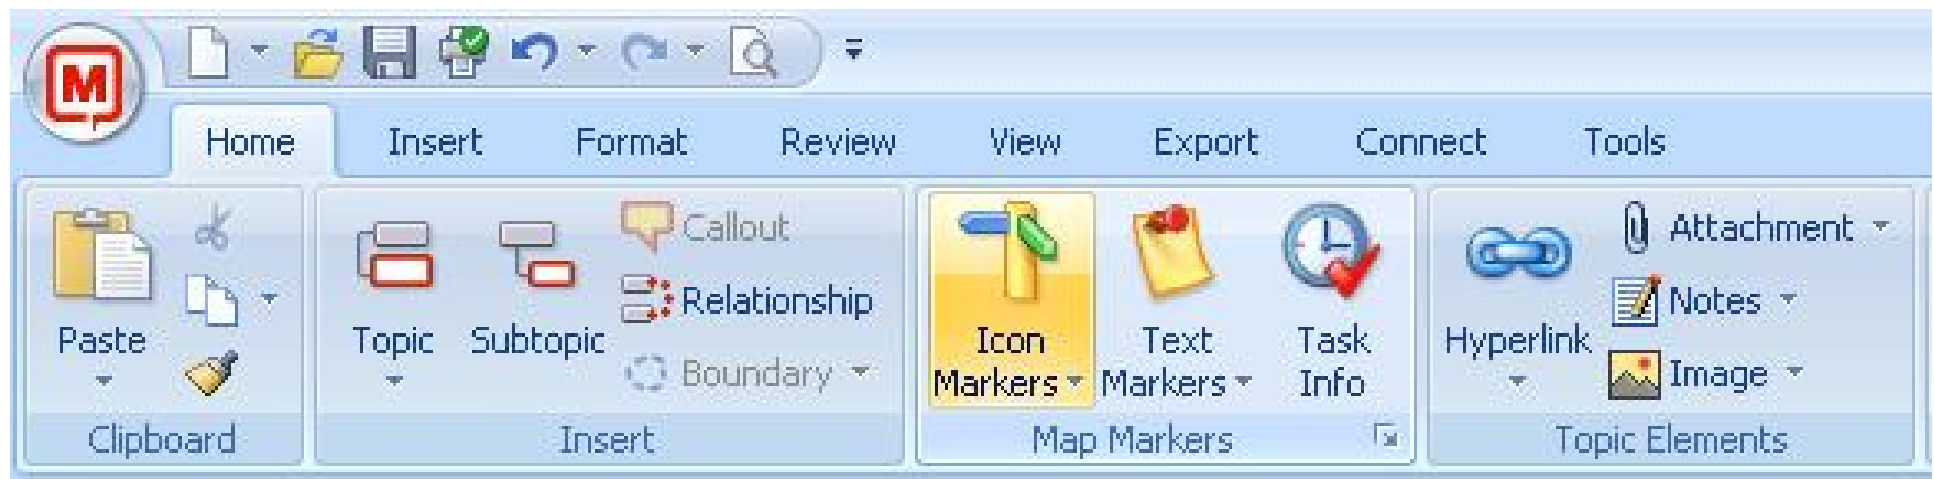 M
Home Insert Format Review View Export Connect Tools
Paste
Topic
Subtopic
Callout
Relationship
Boundary
Icon
Markers
Text
Markers
Task
Info
Hyperlink
Attachment
Notes
Image
Clipboard Insert Map Markers Topic Elements